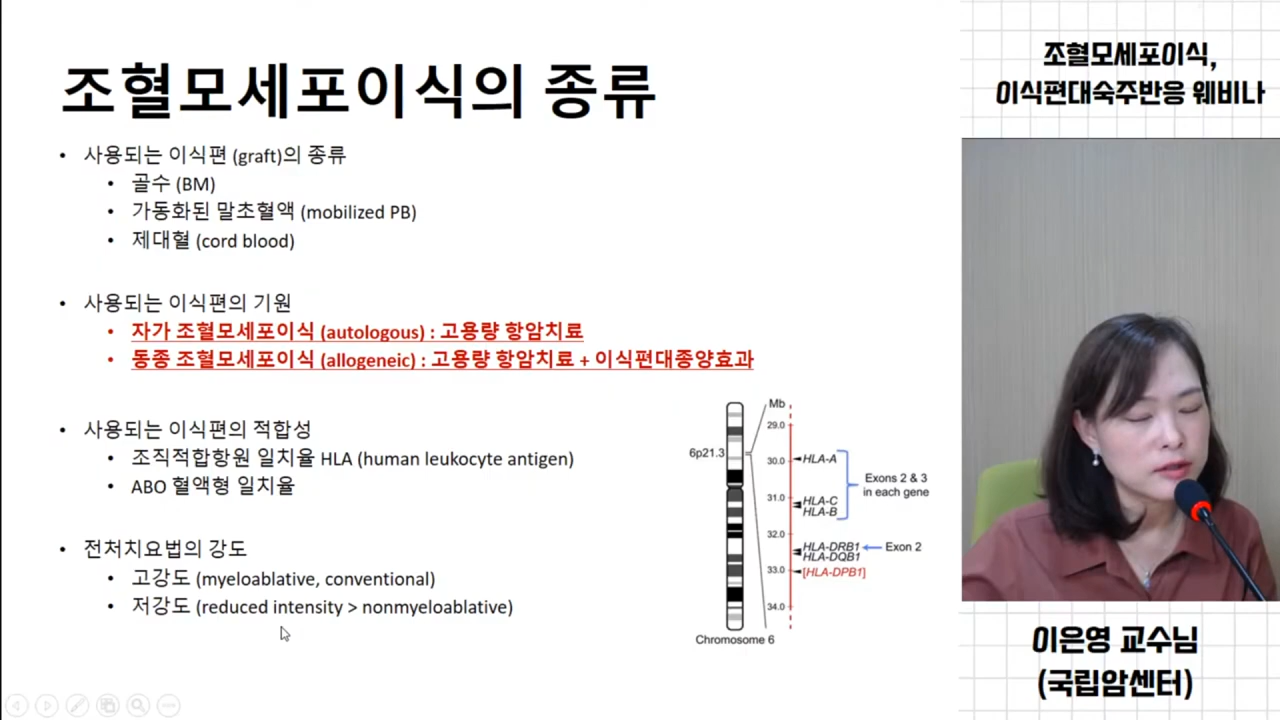 조혈모세포이식의 종류
• 사용되는 이식편 (graft)의 종류
• 골수 (BM)
• 가동화된 말초혈액 (mobilized PB)
• 제대혈 (cord blood)
• 사용되는 이식편의 기원
• 자가 조혈모세포이식 (autologous) : 고용량 항암치료
• 동종 조혈모세포이식 (allogeneic) : 고용량 항암치료 + 이식편대종양효과
• 사용되는 이식편의 적합성
• 조직적합항원 일치율 HLA (human leukocyte antigen)
• ABO 혈액형 일치율
• 전처치요법의 강도
• 고강도 (myeloablative, conventional)
• 저강도 (reduced intensity > nonmyeloablative)
Mb
29.0
6p21.3
30.0
HLA-A
Exons 2 & 3
in each gene
31.0
HLA-C
HLA-B
32.0
HLA-DRB1
Exon 2
HLA-DQB1
33.0
[HLA-DPB1]
34.0
Chromosome 6
조혈모세포이식,
이식편대숙주반응 웨비나
이은영 교수님
(국립암센터)